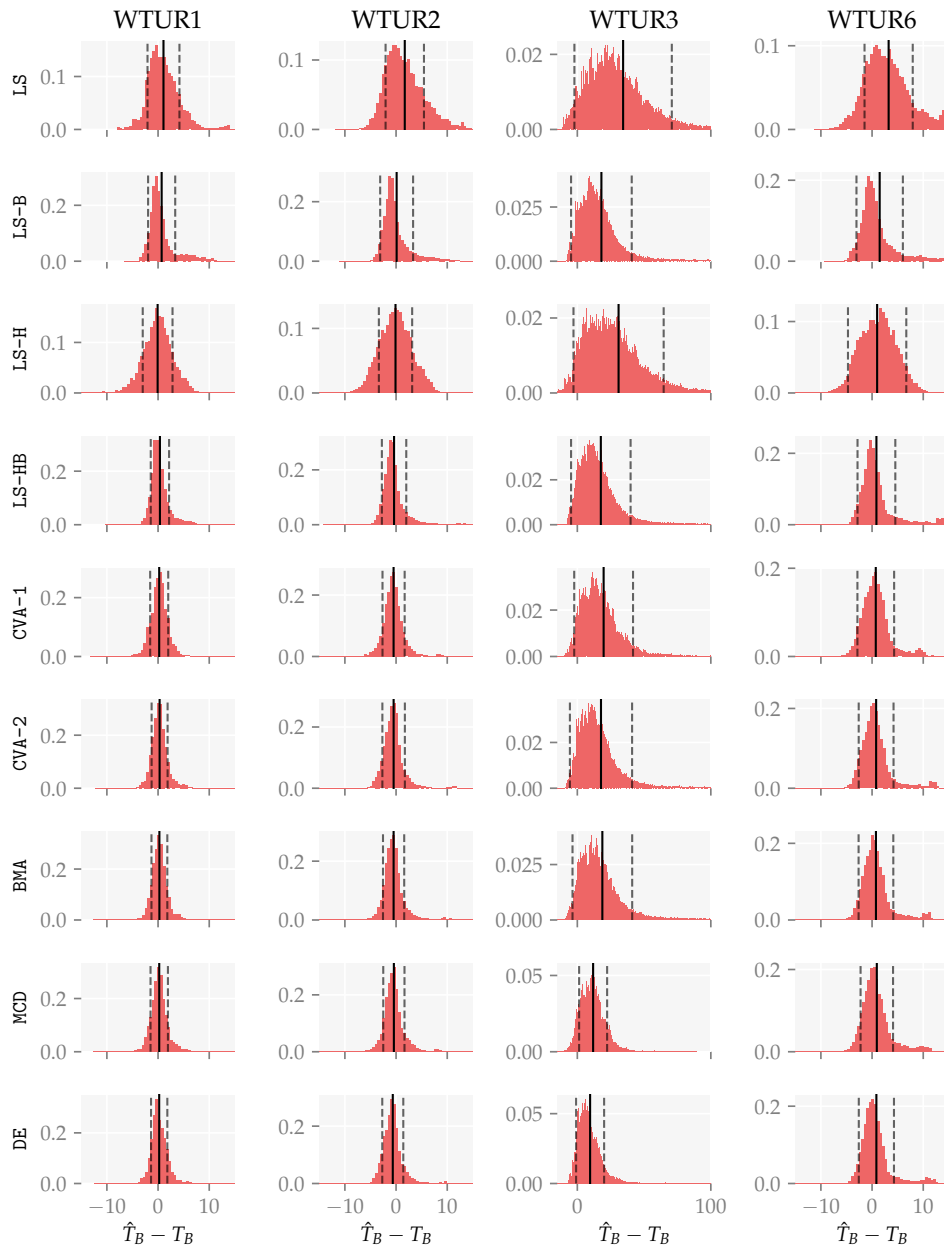 WTUR1 WTUR2 WTUR3 WTUR6
LS 0.1 0.0 0.1 0.0 0.02 0.00 0.1 0.0
LS-B 0.2 0.0 0.2 0.0 0.025 0.000 0.2 0.0
LS-H 0.1 0.0 0.1 0.0 0.02 0.00 0.1 0.0
LS-HB 0.2 0.0 0.2 0.0 0.02 0.00 0.2 0.0
CVA-1 0.2 0.0 0.2 0.0 0.02 0.00 0.1 0.0
CVA-2 0.2 0.0 0.2 0.0 0.02 0.00 0.2 0.0
BMA 0.2 0.0 0.2 0.0 0.025 0.000 0.2 0.0
MCD 0.2 0.0 0.2 0.0 0.05 0.00 0.2 0.0
DE 0.2 0.0 0.2 0.0 0.05 0.00 0.2 0.0
−10 0 10 −10 0 10 0 100 −10 0 10
T̂_B − T_B T̂_B − T_B T̂_B − T_B T̂_B − T_B